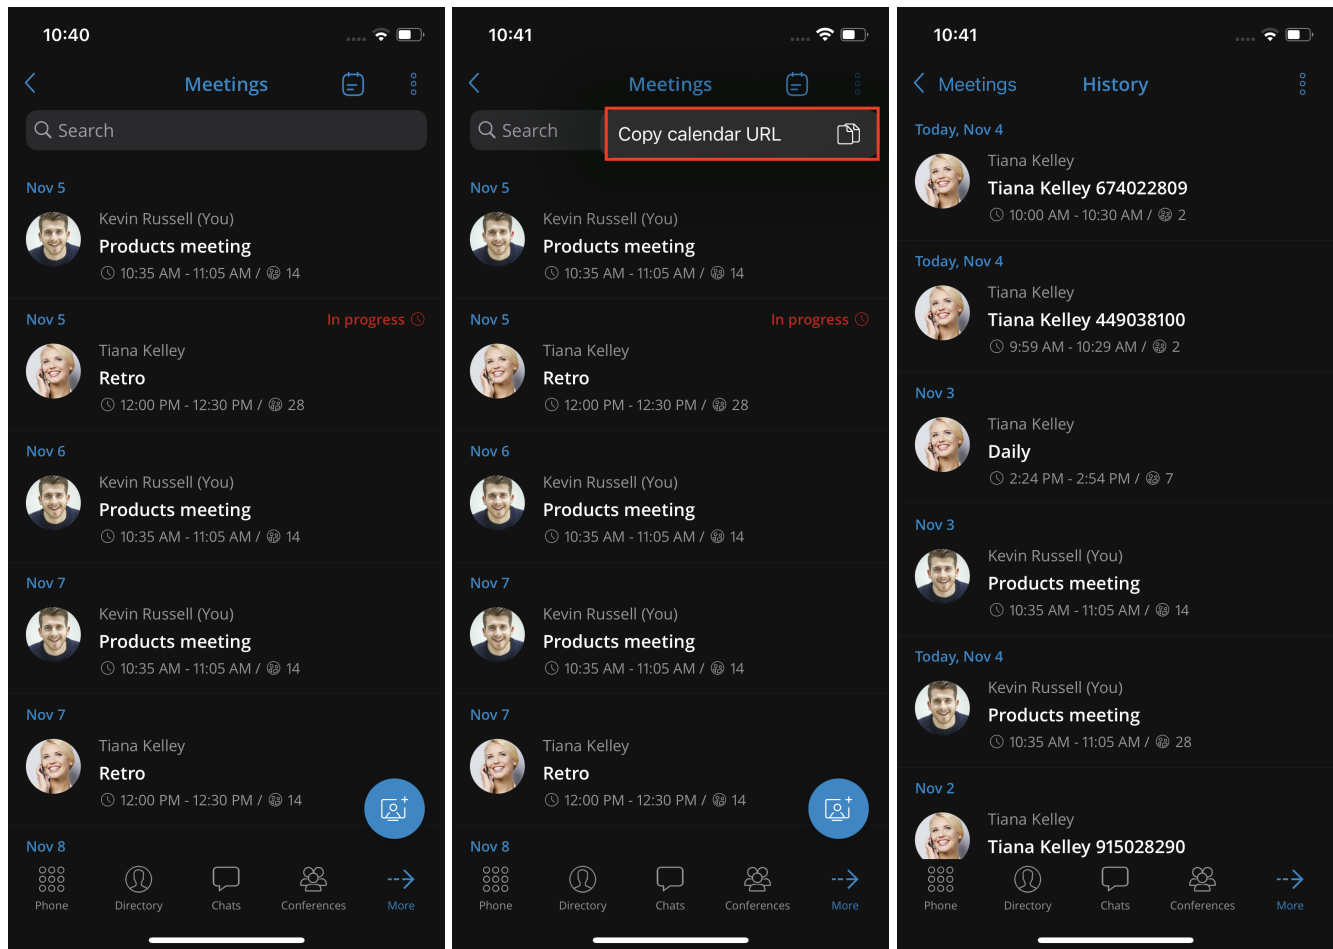 10:40
Meetings
Search
Nov 5
Kevin Russell (You)
Products meeting
10:35 AM - 11:05 AM / 14
Nov 5 In progress
Tiana Kelley
Retro
12:00 PM - 12:30 PM / 28
Nov 6
Kevin Russell (You)
Products meeting
10:35 AM - 11:05 AM / 14
Nov 7
Kevin Russell (You)
Products meeting
10:35 AM - 11:05 AM / 14
Nov 7
Tiana Kelley
Retro
12:00 PM - 12:30 PM / 14
Nov 8
Phone Directory Chats Conferences More
10:41
Meetings
Search
Copy calendar URL
Nov 5
Kevin Russell (You)
Products meeting
10:35 AM - 11:05 AM / 14
Nov 5 In progress
Tiana Kelley
Retro
12:00 PM - 12:30 PM / 28
Nov 6
Kevin Russell (You)
Products meeting
10:35 AM - 11:05 AM / 14
Nov 7
Kevin Russell (You)
Products meeting
10:35 AM - 11:05 AM / 14
Nov 7
Tiana Kelley
Retro
12:00 PM - 12:30 PM / 14
Nov 8
Phone Directory Chats Conferences More
10:41
Meetings History
Today, Nov 4
Tiana Kelley
Tiana Kelley 674022809
10:00 AM - 10:30 AM / 2
Today, Nov 4
Tiana Kelley
Tiana Kelley 449038100
9:59 AM - 10:29 AM / 2
Nov 3
Tiana Kelley
Daily
2:24 PM - 2:54 PM / 7
Nov 3
Kevin Russell (You)
Products meeting
10:35 AM - 11:05 AM / 14
Today, Nov 4
Kevin Russell (You)
Products meeting
10:35 AM - 11:05 AM / 28
Nov 2
Tiana Kelley
Tiana Kelley 915028290
Phone Directory Chats Conferences More